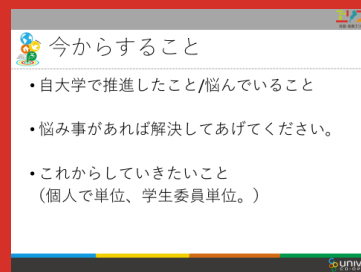 今からすること
•自大学で推進したこと/悩んでいること
•悩み事があれば解決してあげてください。
•これからしていきたいこと
（個人で単位、学生委員単位。）
UNIV